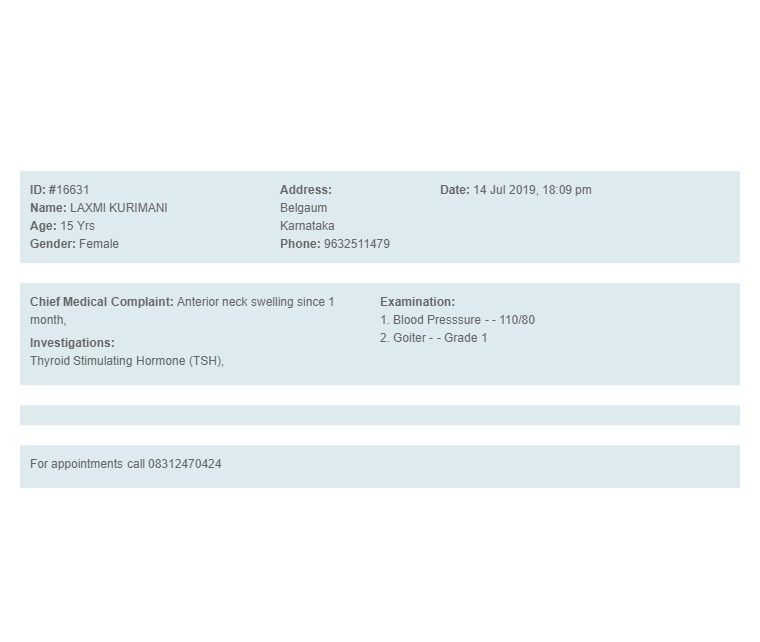 ID: #16631
Name: LAXMI KURIMANI
Age: 15 Yrs
Gender: Female
Address:
Belgaum
Karnataka
Phone: 9632511479
Date: 14 Jul 2019, 18:09 pm
Chief Medical Complaint: Anterior neck swelling since 1
month,
Investigations:
Thyroid Stimulating Hormone (TSH),
Examination:
1. Blood Presssure - - 110/80
2. Goiter - - Grade 1
For appointments call 08312470424